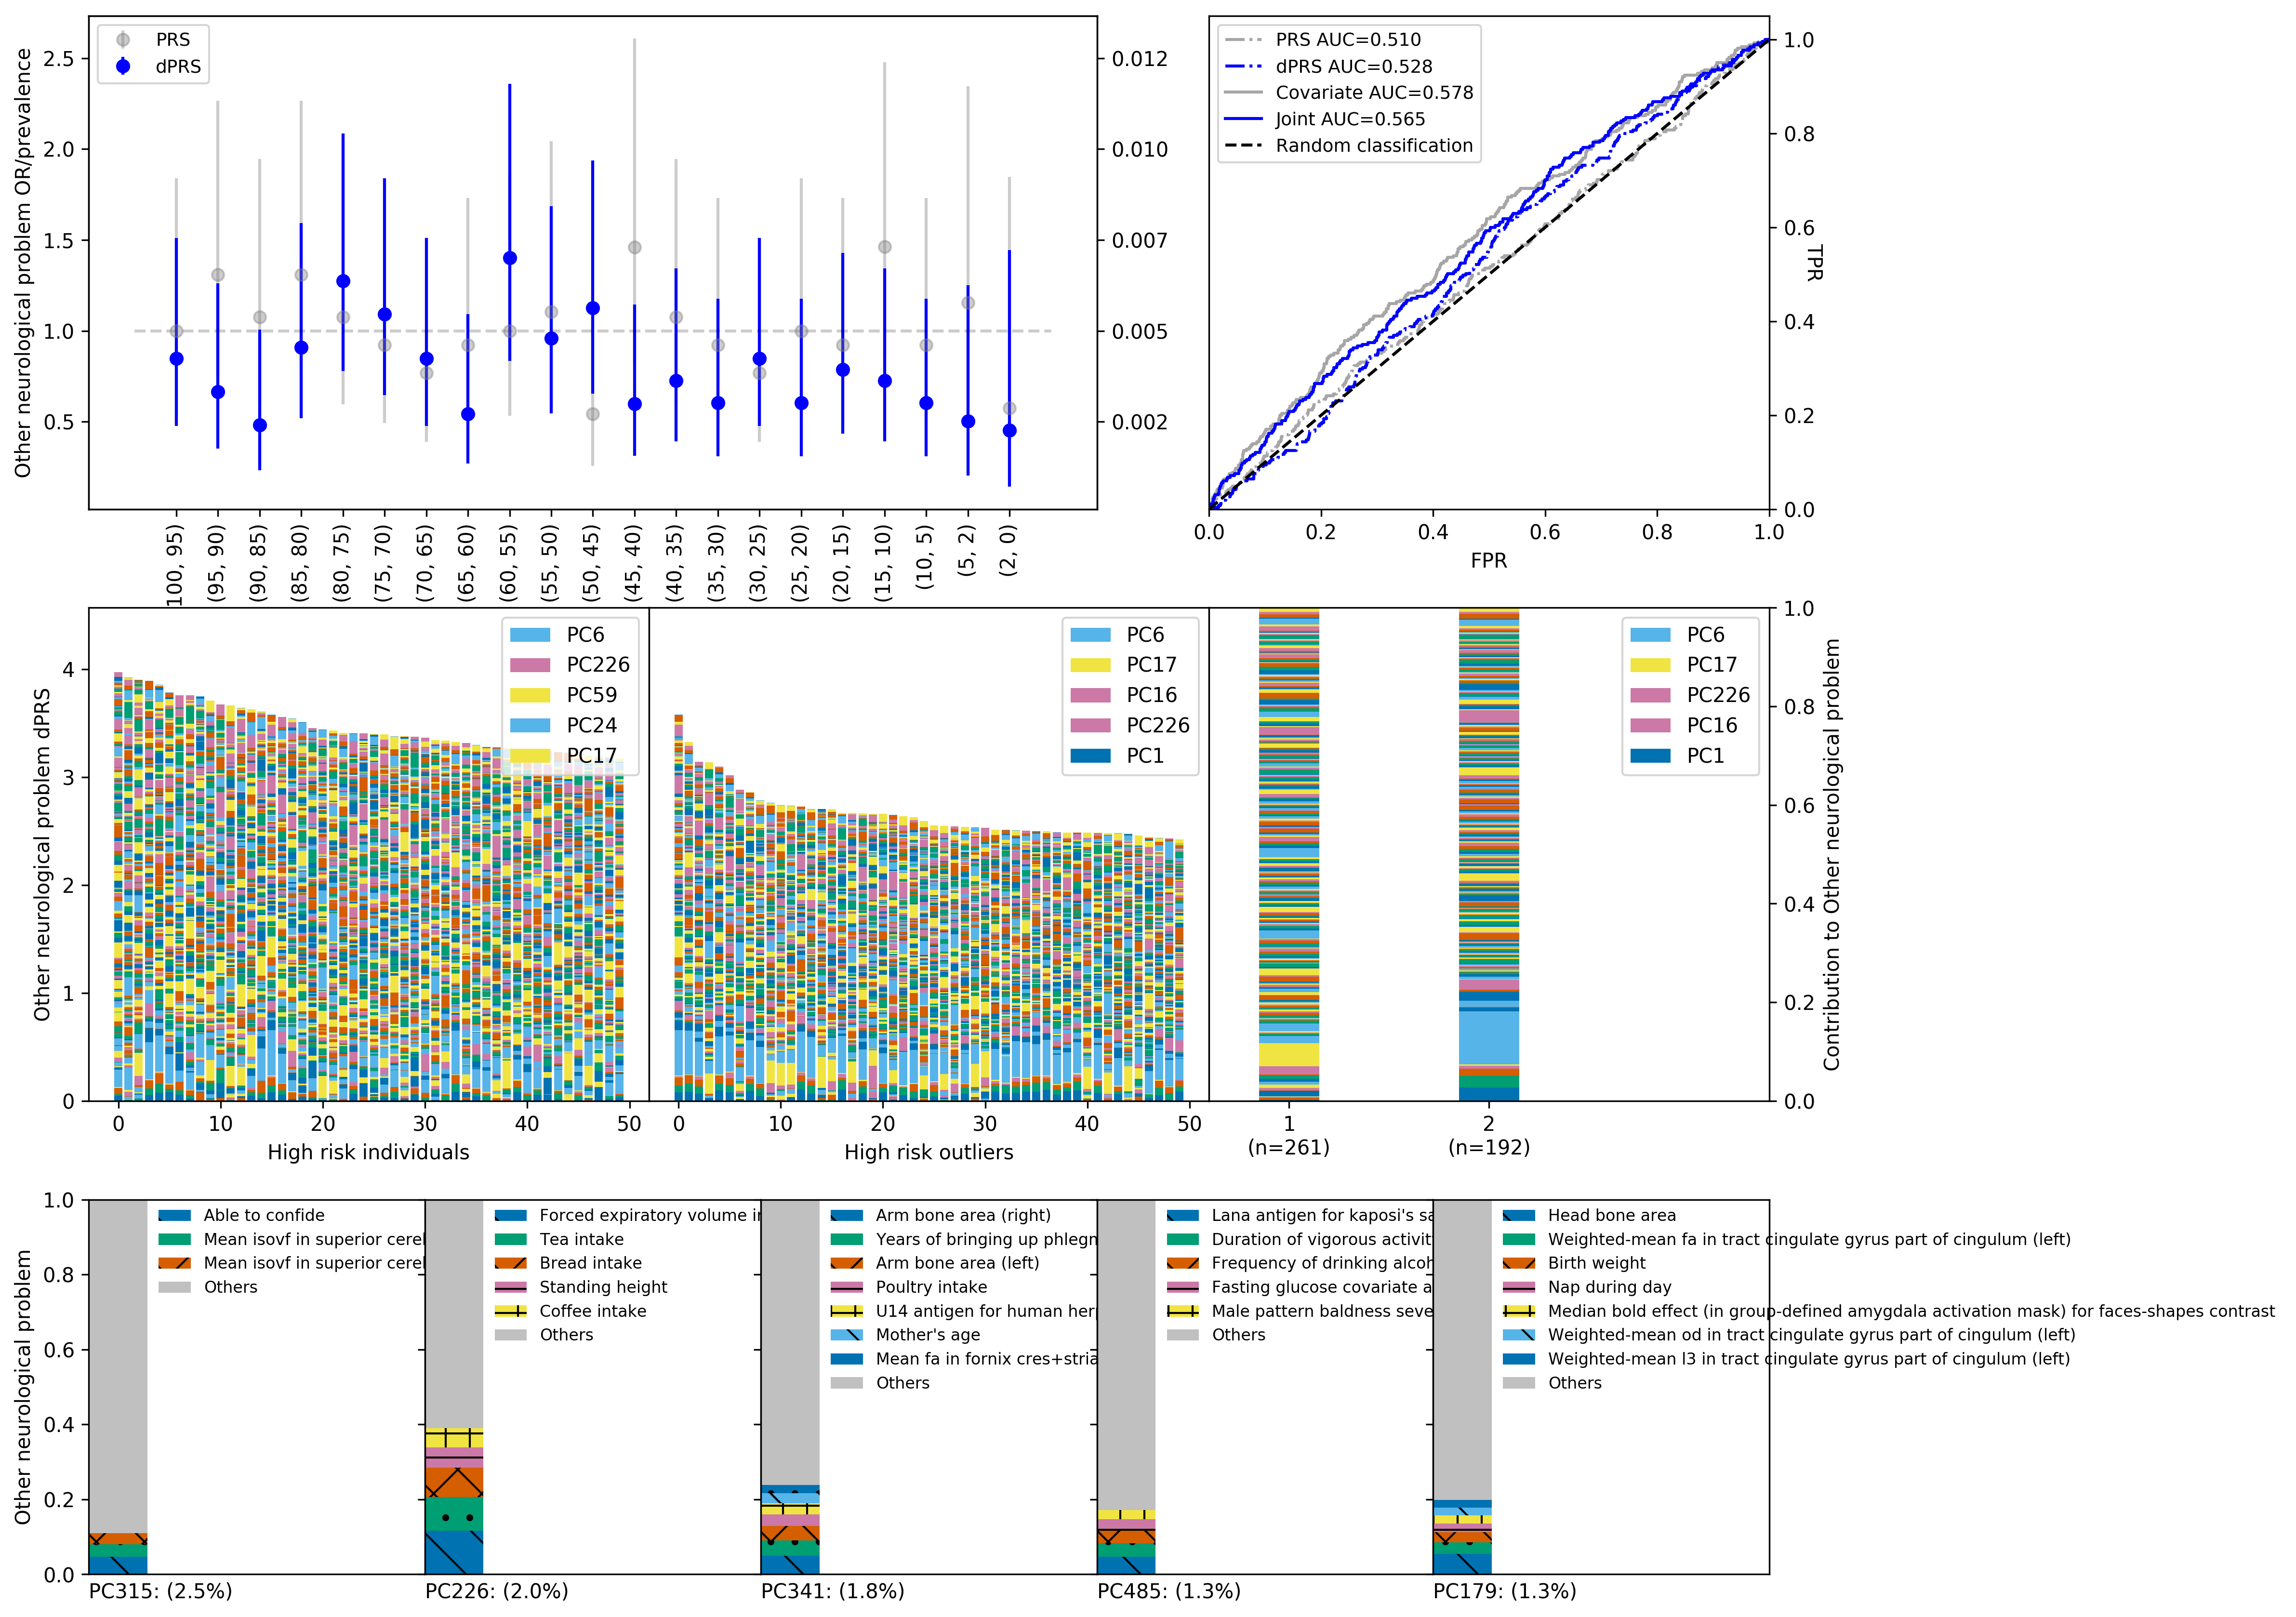 PRS
dPRS
Other neurological problem OR/prevalence
2.5
2.0
1.5
1.0
0.5
0.012
0.010
0.007
0.005
0.002
100, 95)
(95, 90)
(90, 85)
(85, 80)
(80, 75)
(75, 70)
(70, 65)
(65, 60)
(60, 55)
(55, 50)
(50, 45)
(45, 40)
(40, 35)
(35, 30)
(30, 25)
(25, 20)
(20, 15)
(15, 10)
(10, 5)
(5, 2)
(2, 0)
PRS AUC=0.510
dPRS AUC=0.528
Covariate AUC=0.578
Joint AUC=0.565
Random classification
1.0
0.8
0.6
0.4
0.2
0.0
TPR
0.0 0.2 0.4 0.6 0.8 1.0
FPR
Other neurological problem dPRS
4
3
2
1
0
PC6
PC226
PC59
PC24
PC17
0 10 20 30 40 50
High risk individuals
PC6
PC17
PC16
PC226
PC1
0 10 20 30 40 50
High risk outliers
PC6
PC17
PC226
PC16
PC1
1 2
(n=261) (n=192)
1.0
0.8
0.6
0.4
0.2
0.0
Contribution to Other neurological problem
Other neurological problem
1.0
0.8
0.6
0.4
0.2
0.0
Able to confide
Mean isovf in superior cerel
Mean isovf in superior cerel
Others
PC315: (2.5%)
Forced expiratory volume i
Tea intake
Bread intake
Standing height
Coffee intake
Others
PC226: (2.0%)
Arm bone area (right)
Years of bringing up phlegn
Arm bone area (left)
Poultry intake
U14 antigen for human her
Mother's age
Mean fa in fornix cres+stria
Others
PC341: (1.8%)
Lana antigen for kaposi's sa
Duration of vigorous activit
Frequency of drinking alcoh
Fasting glucose covariate a
Male pattern baldness seve
Others
PC485: (1.3%)
Head bone area
Weighted-mean fa in tract cingulate gyrus part of cingulum (left)
Birth weight
Nap during day
Median bold effect (in group-defined amygdala activation mask) for faces-shapes contrast
Weighted-mean od in tract cingulate gyrus part of cingulum (left)
Weighted-mean l3 in tract cingulate gyrus part of cingulum (left)
Others
PC179: (1.3%)